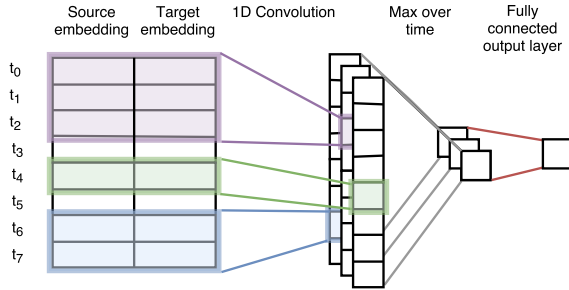 Source embedding
Target embedding
1D Convolution
Max over time
Fully connected output layer
t0
t1
t2
t3
t4
t5
t6
t7